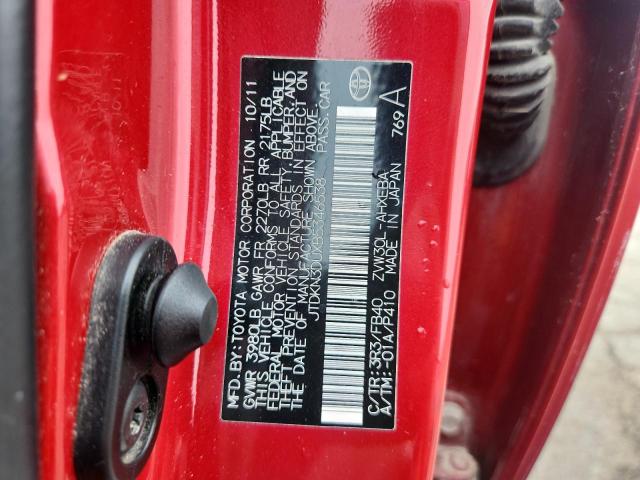 MFD.BY:TOYOTA MOTOR CORPORATION 10/11
GVWR 3980LB GAWR FR 2270LB RR 2175LB
THIS VEHICLE CONFORMS TO ALL APPLICABLE
FEDERAL MOTOR VEHICLE SAFETY, BUMPER, AND
THEFT PREVENTION STANDARDS IN EFFECT ON
THE DATE OF MANUFACTURE SHOWN ABOVE.
PASS. CAR
C/TR:3R3/FB40 ZVW30L-AHXEBA
A/TM:-01A/P410 MADE IN JAPAN 769 A